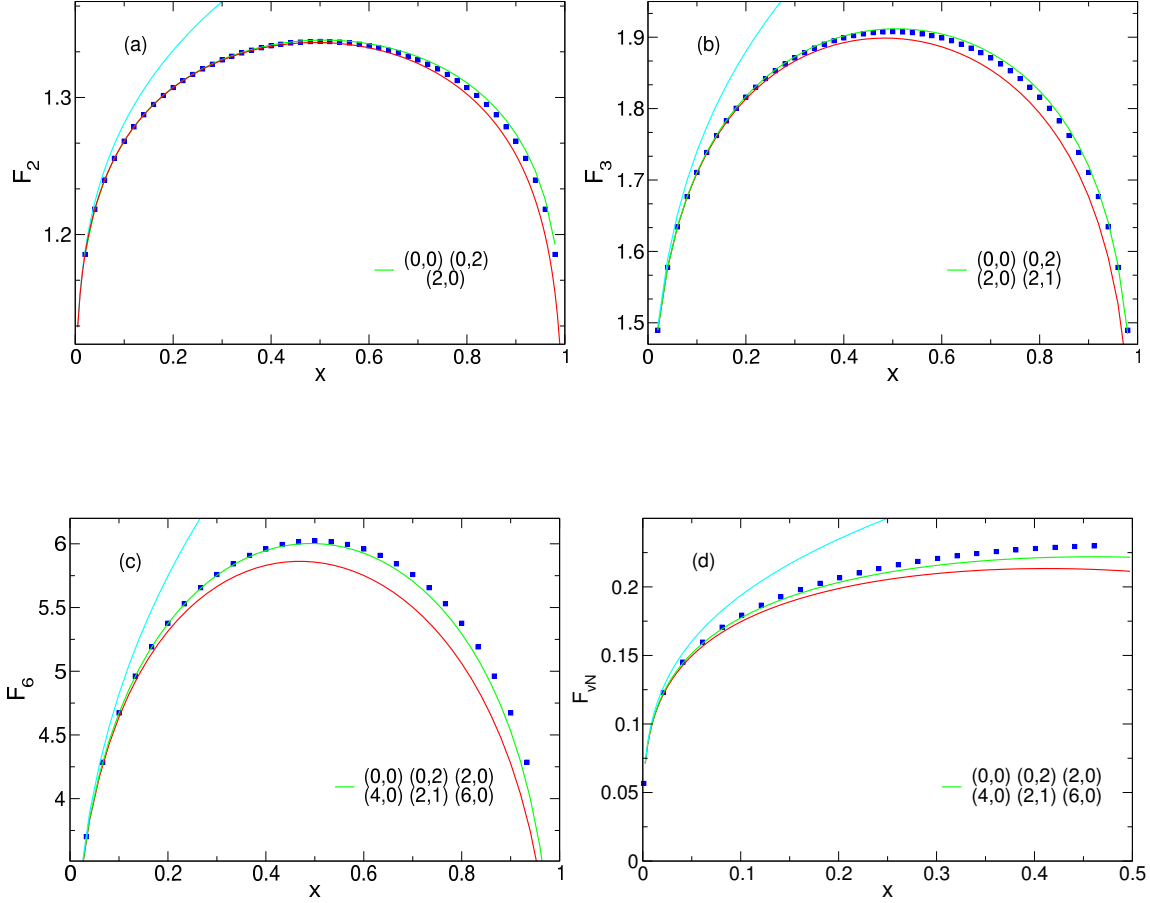 (a)
1.3
1.2
F2
(0,0) (0,2)
(2,0)
0 0.2 0.4 0.6 0.8 1
x
(b)
1.9
1.8
1.7
1.6
1.5
F3
(0,0) (0,2)
(2,0) (2,1)
0 0.2 0.4 0.6 0.8 1
x
(c)
6
5.5
5
4.5
4
F6
(0,0) (0,2) (2,0)
(4,0) (2,1) (6,0)
0 0.2 0.4 0.6 0.8 1
x
(d)
0.2
0.15
0.1
0.05
0
FvN
(0,0) (0,2) (2,0)
(4,0) (2,1) (6,0)
0 0.1 0.2 0.3 0.4 0.5
x